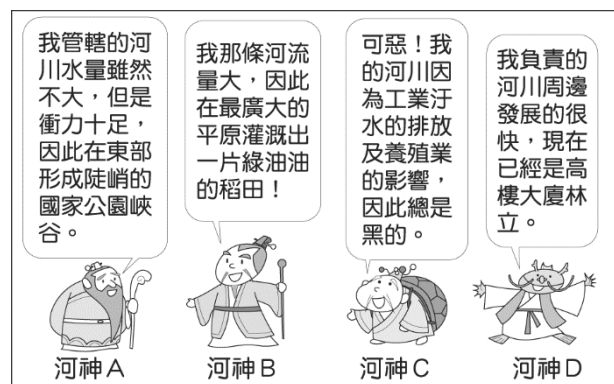 我管轄的河
川水量雖然
不大，但是
衝力十足，
因此在東部
形成陡峭的
國家公園峽
谷。
我那條河流
量大，因此
在最廣大的
平原灌溉出
一片綠油油
的稻田！
可惡！我
的河川因
為工業汙
水的排放
及養殖業
的影響，
因此總是
黑的。
我負責的
河川周邊
發展的很
快，現在
已經是高
樓大廈林
立。
河神A
河神B
河神C
河神D